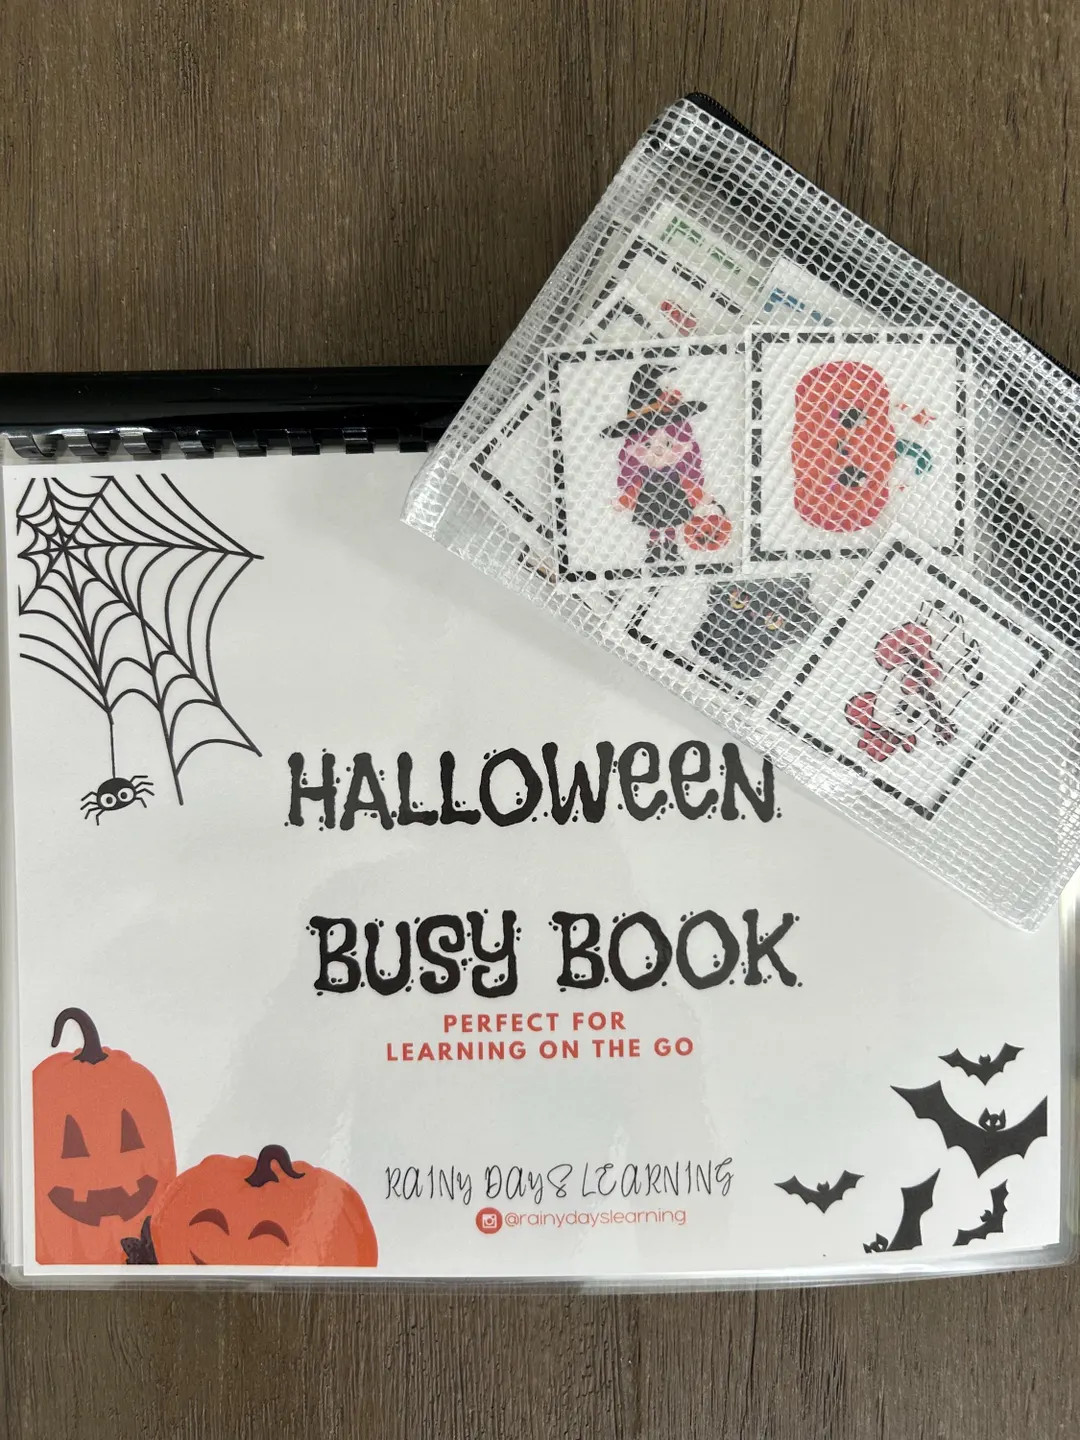 HALLOWEEN
BUSY BOOK
PERFECT FOR
LEARNING ON THE GO
RAINY DAYS LEARNING
@rainydayslearning